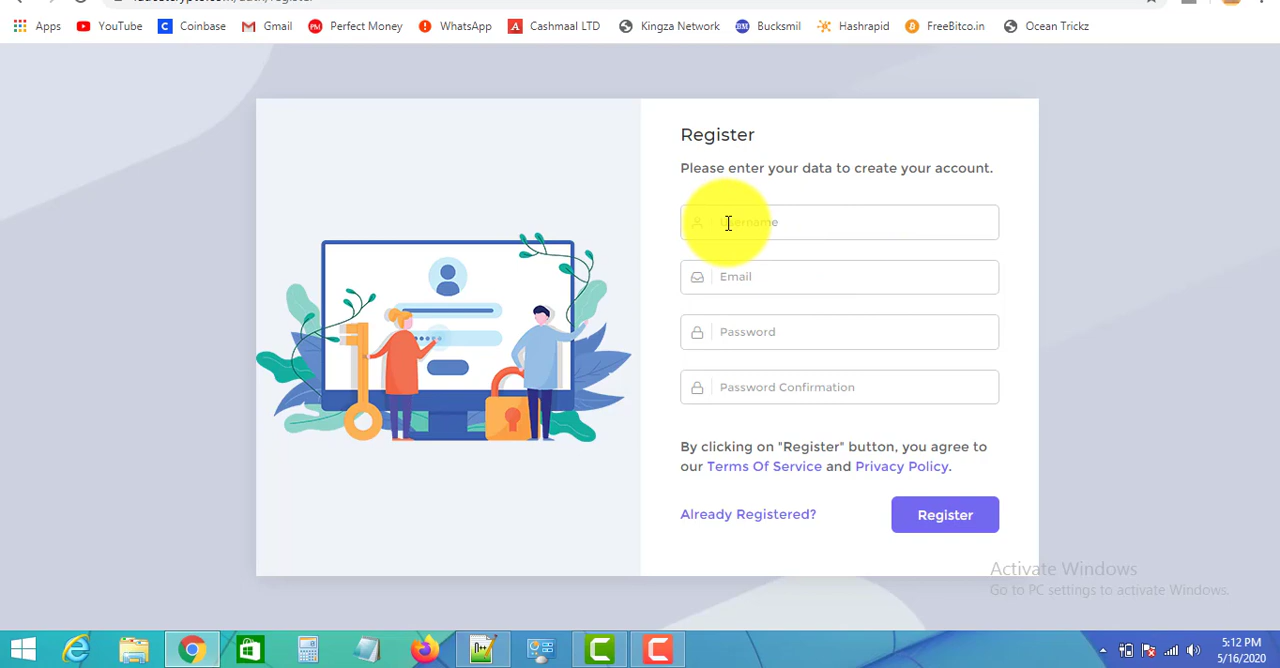 Apps YouTube Coinbase Gmail Perfect Money WhatsApp Cashmaal LTD Kingza Network Bucksmil Hashrapid FreeBitco.in Ocean Trickz
Register
Please enter your data to create your account.
Username
Email
Password
Password Confirmation
By clicking on "Register" button, you agree to
our Terms Of Service and Privacy Policy.
Already Registered? Register
Activate Windows
Go to PC settings to activate Windows.
5:12 PM
5/16/2020